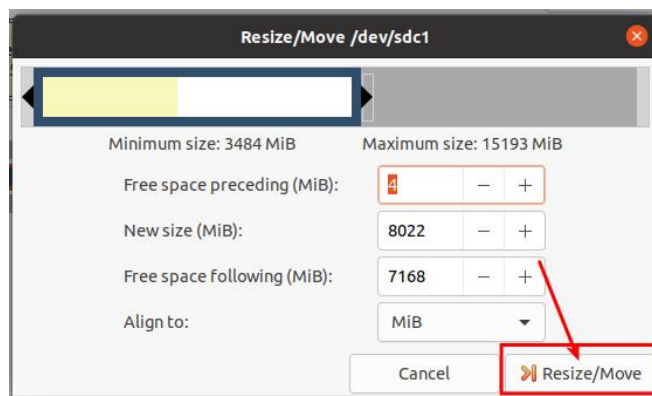 Resize/Move /dev/sdc1
Minimum size: 3484 MiB Maximum size: 15193 MiB
Free space preceding (MiB): 4 − +
New size (MiB): 8022 − +
Free space following (MiB): 7168 − +
Align to: MiB
Cancel Resize/Move